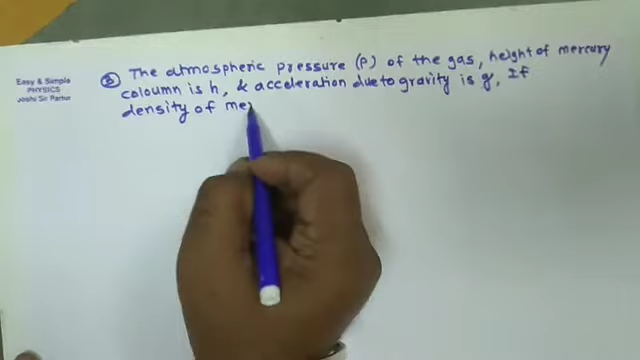 Easy & Simple
PHYSICS
Joshi Sir Partur
③ The atmospheric pressure (P) of the gas, height of mercury
coloumn is h, & acceleration due to gravity is g, If
density of me